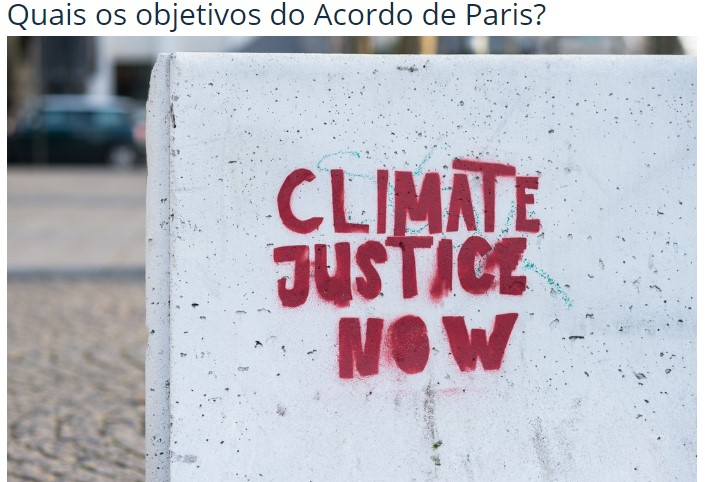 Quais os objetivos do Acordo de Paris?
CLIMATE
JUSTICE
NOW